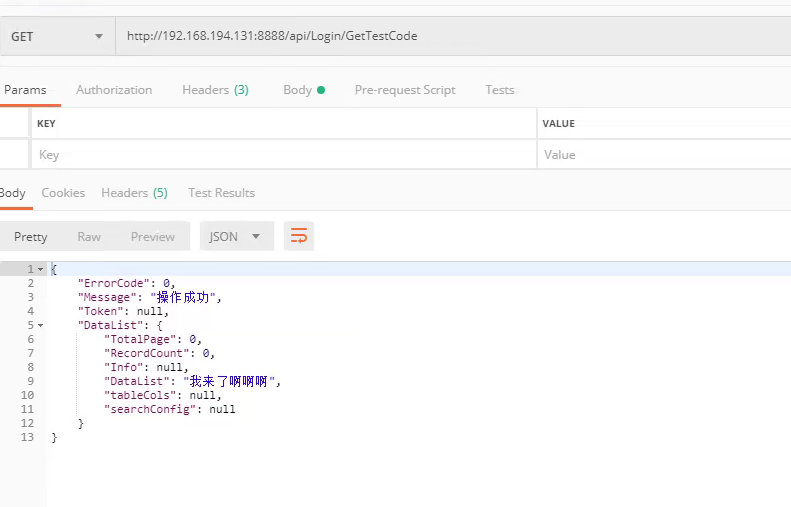 GET http://192.168.194.131:8888/api/Login/GetTestCode
Params Authorization Headers (3) Body Pre-request Script Tests
KEY VALUE
Key Value
Body Cookies Headers (5) Test Results
Pretty Raw Preview JSON
1 {
2 "ErrorCode": 0,
3 "Message": "操作成功",
4 "Token": null,
5 "DataList": {
6 "TotalPage": 0,
7 "RecordCount": 0,
8 "Info": null,
9 "DataList": "我来了啊啊啊",
10 "tableCols": null,
11 "searchConfig": null
12 }
13 }